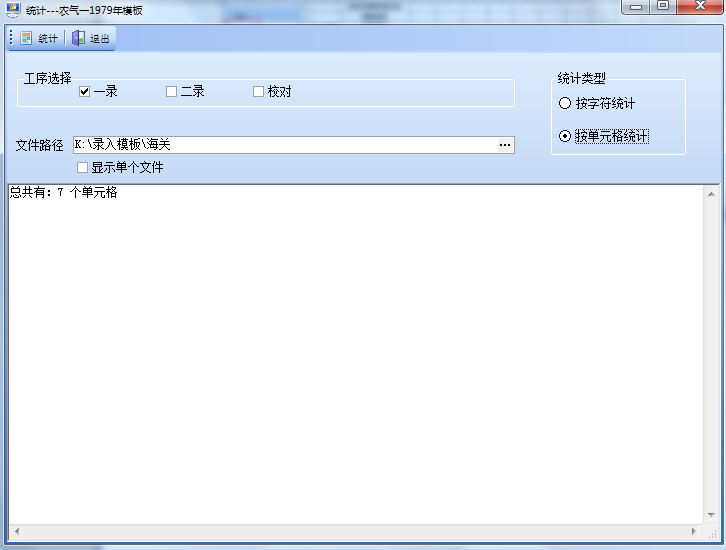 统计---农气—1979年模板
统计 退出
工序选择
一录 二录 校对
统计类型
按字符统计
按单元格统计
文件路径 K:\录入模板\海关 ...
显示单个文件
总共有: 7 个单元格